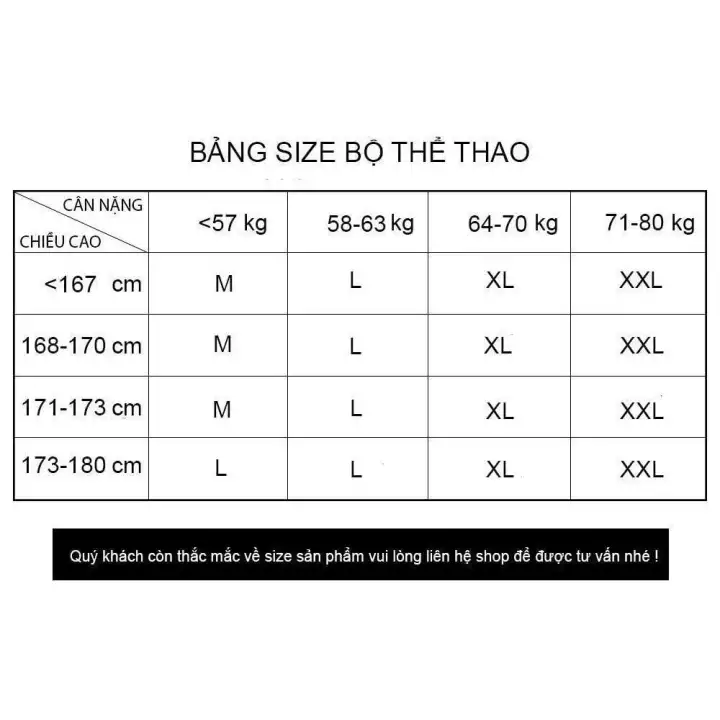 BẢNG SIZE BỘ THỂ THAO
CÂN NẶNG
CHIỀU CAO
<57 kg 58-63 kg 64-70 kg 71-80 kg
<167 cm M L XL XXL
168-170 cm M L XL XXL
171-173 cm M L XL XXL
173-180 cm L L XL XXL
Quý khách còn thắc mắc về size sản phẩm vui lòng liên hệ shop để được tư vấn nhé !